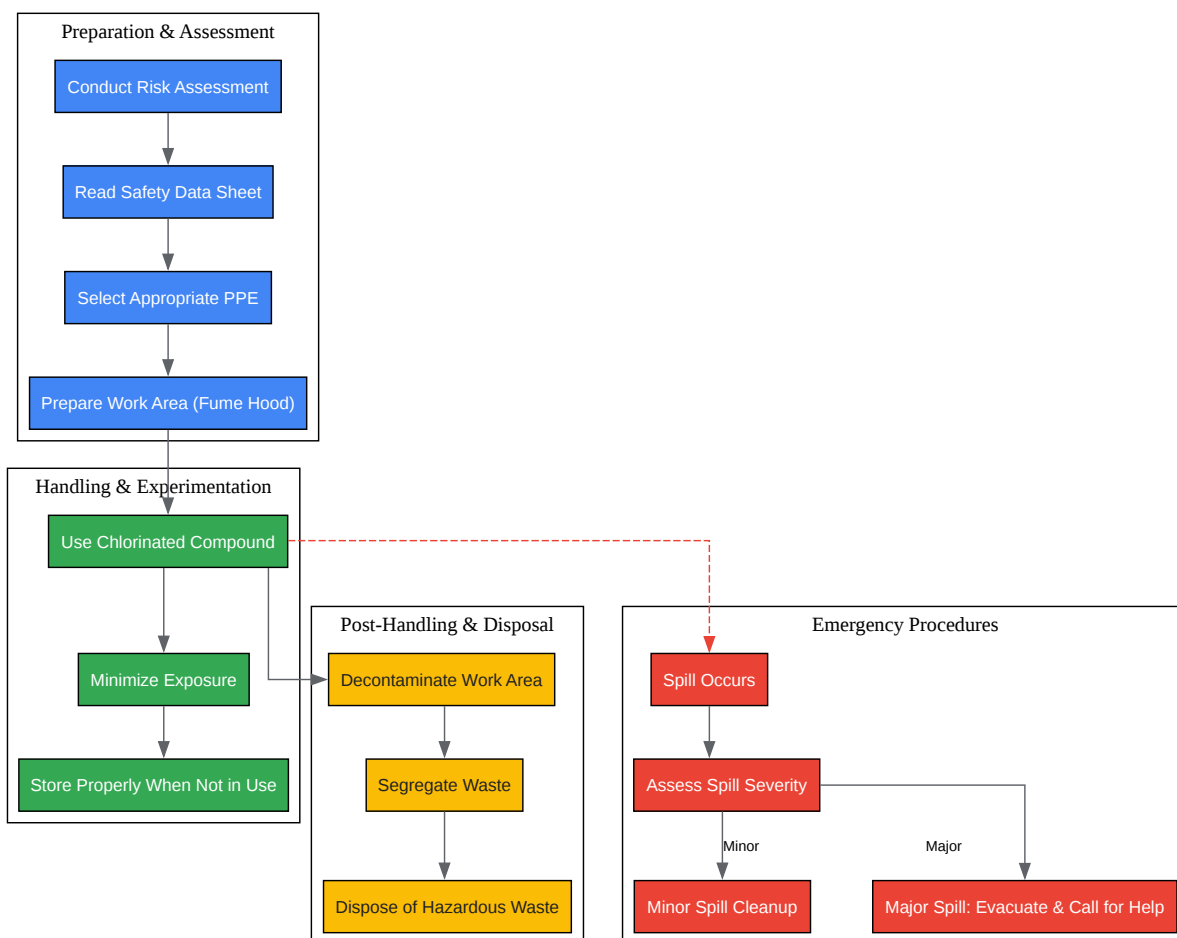 Preparation & Assessment
Conduct Risk Assessment
Read Safety Data Sheet
Select Appropriate PPE
Prepare Work Area (Fume Hood)
Handling & Experimentation
Use Chlorinated Compound
Minimize Exposure
Store Properly When Not in Use
Post-Handling & Disposal
Decontaminate Work Area
Segregate Waste
Dispose of Hazardous Waste
Emergency Procedures
Spill Occurs
Assess Spill Severity
Minor
Major
Minor Spill Cleanup
Major Spill: Evacuate & Call for Help